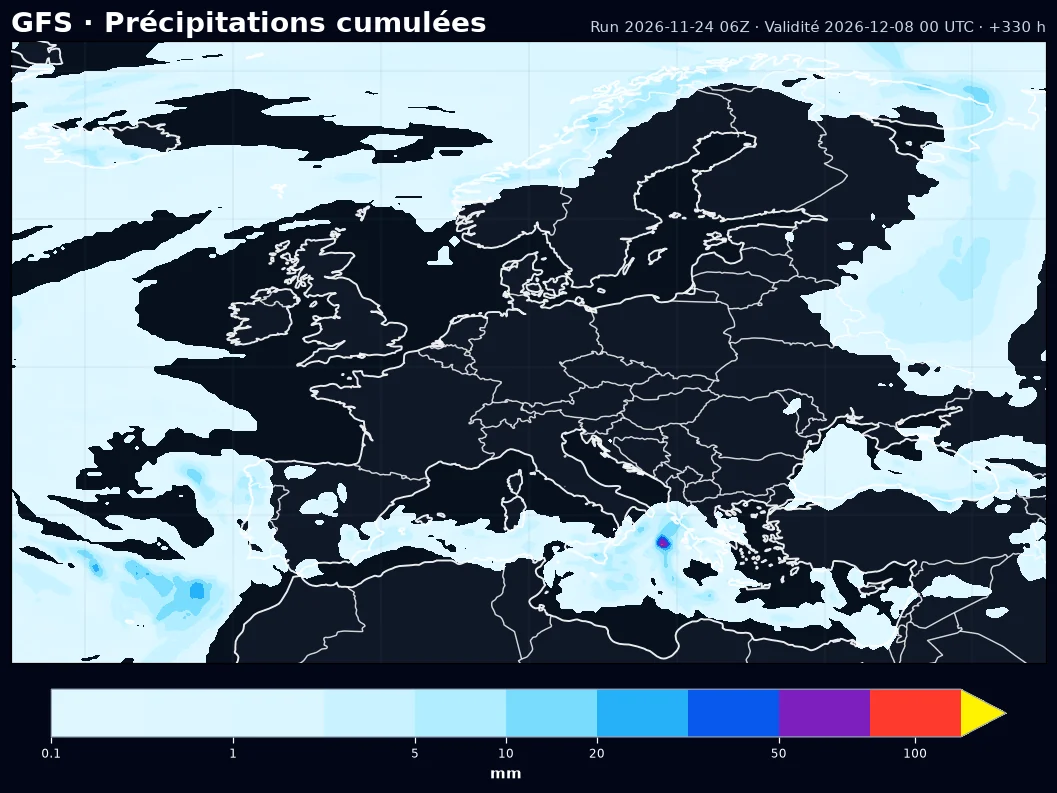 GFS · Précipitations cumulées
Run 2026-11-24 06Z · Validité 2026-12-08 00 UTC · +330 h
0.1 1 5 10 20 50 100
mm